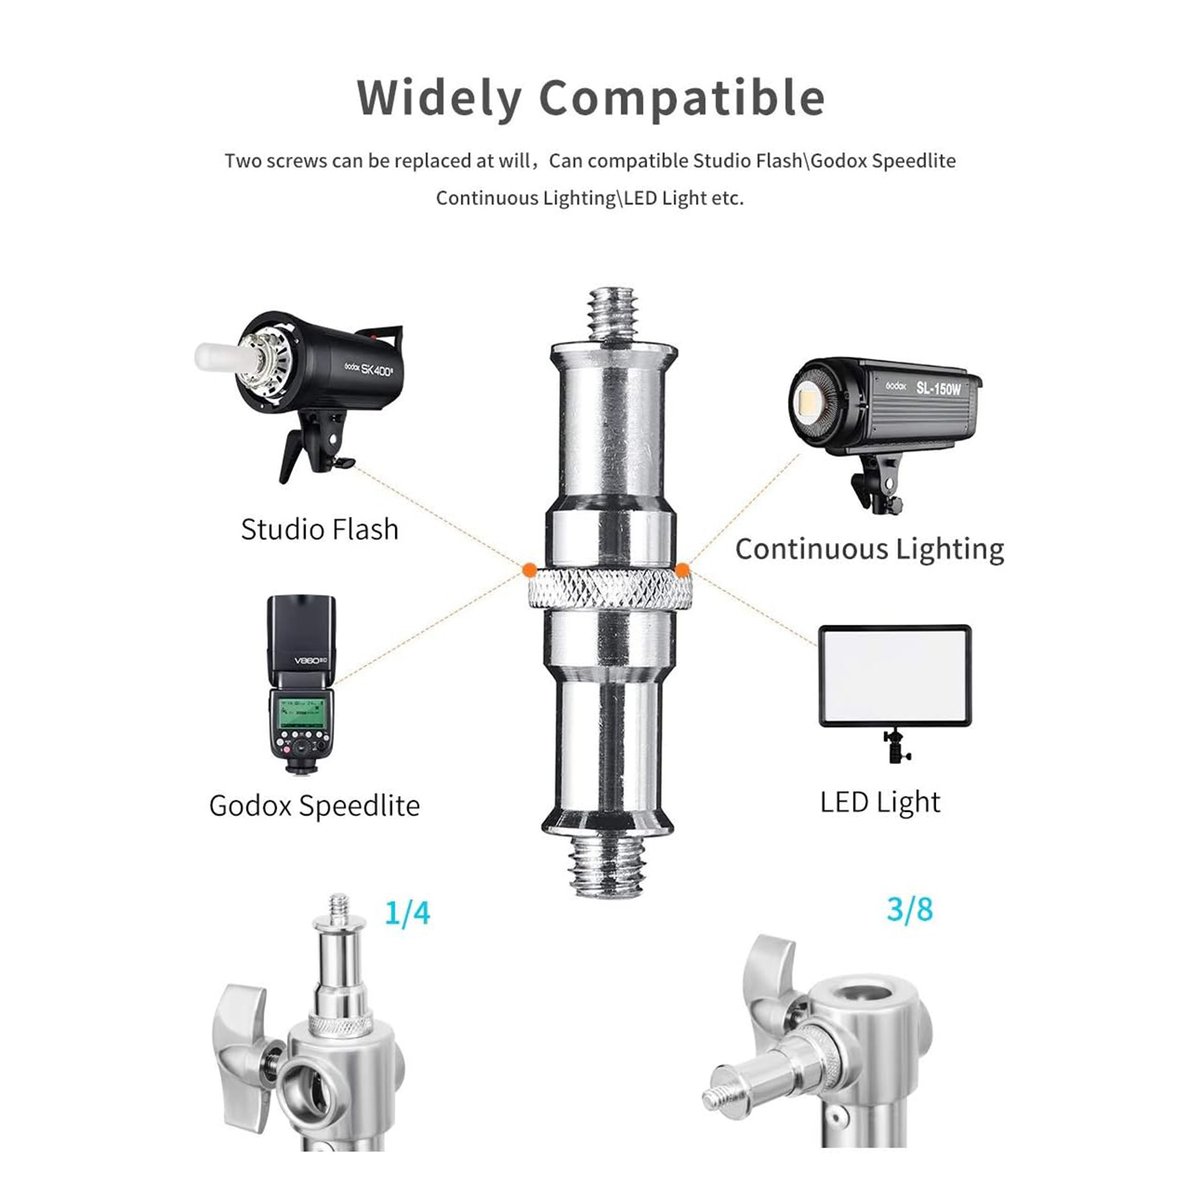 Widely Compatible
Two screws can be replaced at will，Can compatible Studio Flash\Godox Speedlite
Continuous Lighting\LED Light etc.
Godox SK400II
Godox SL-150W
Studio Flash
Continuous Lighting
V860II C
Godox Speedlite
LED Light
1/4
3/8